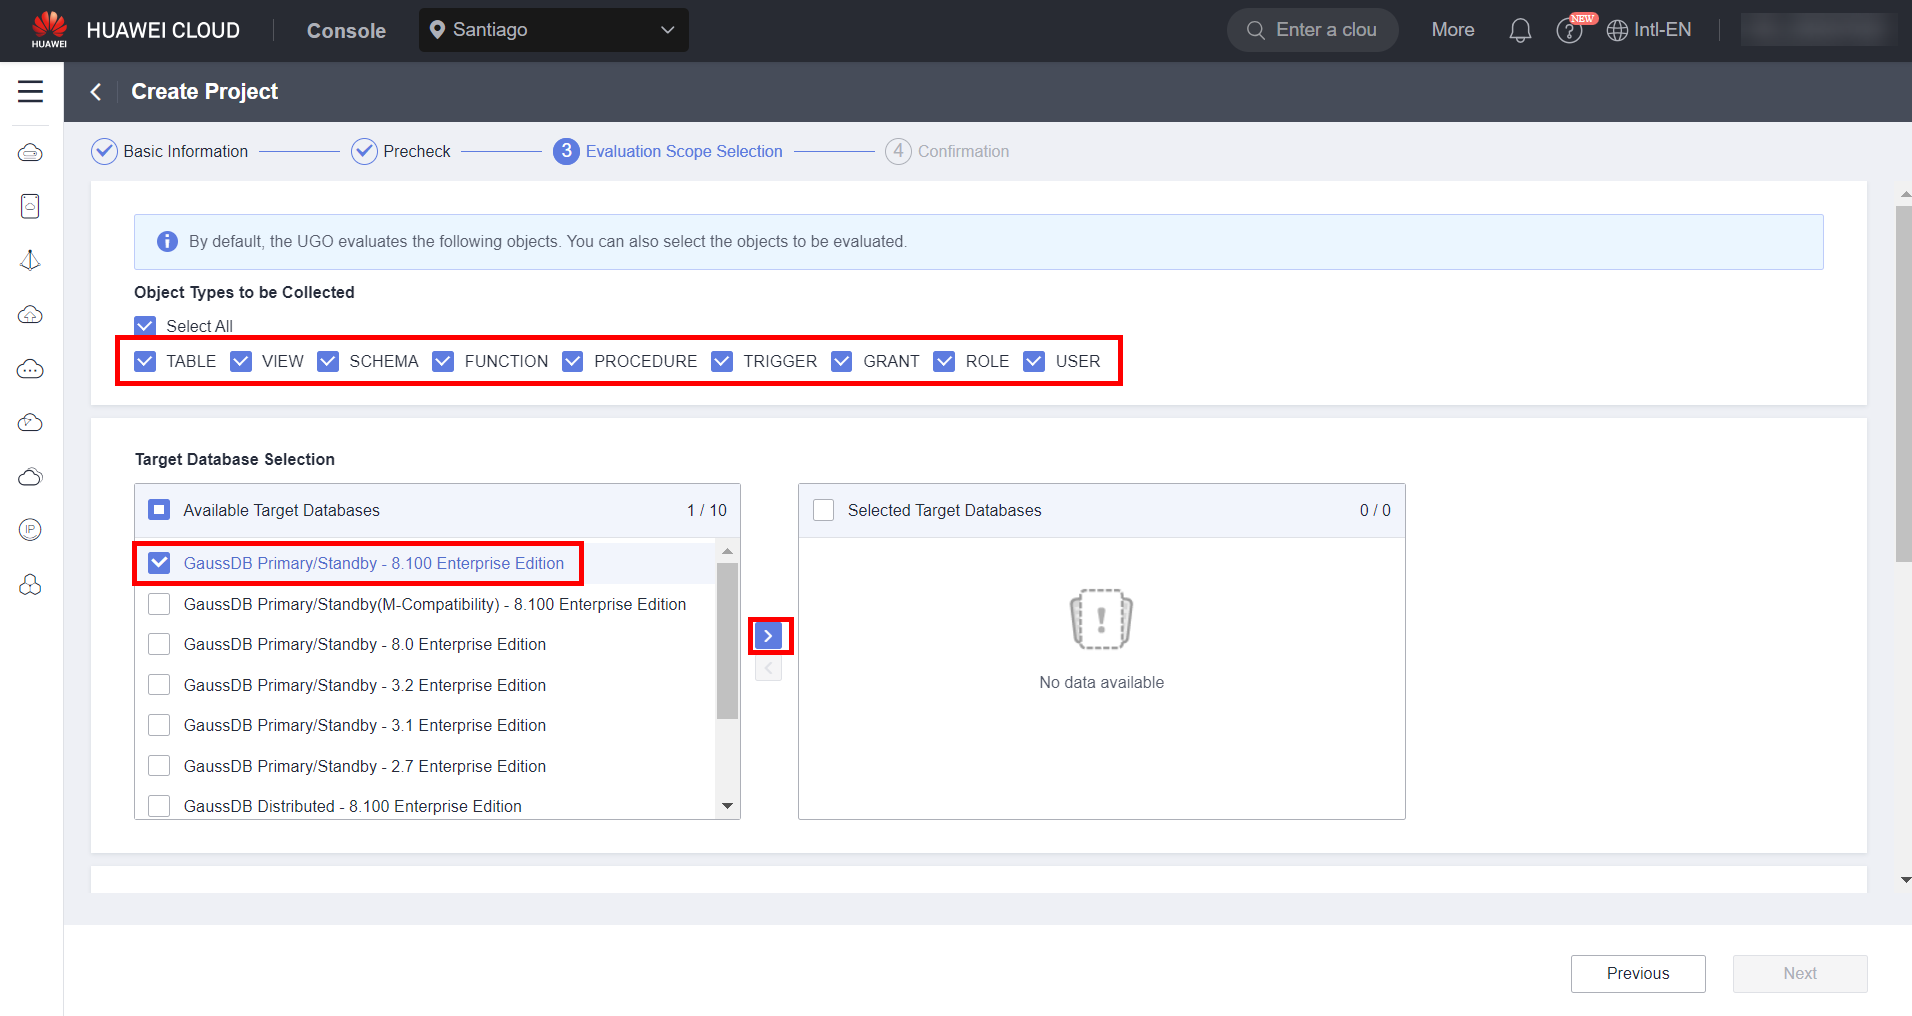 HUAWEI
HUAWEI CLOUD
Console
Santiago
Enter a clou
More
NEW
?
Intl-EN
Create Project
Basic Information
Precheck
3 Evaluation Scope Selection
4 Confirmation
By default, the UGO evaluates the following objects. You can also select the objects to be evaluated.
Object Types to be Collected
Select All
TABLE VIEW SCHEMA FUNCTION PROCEDURE TRIGGER GRANT ROLE USER
Target Database Selection
Available Target Databases 1 / 10
GaussDB Primary/Standby - 8.100 Enterprise Edition
GaussDB Primary/Standby(M-Compatibility) - 8.100 Enterprise Edition
GaussDB Primary/Standby - 8.0 Enterprise Edition
GaussDB Primary/Standby - 3.2 Enterprise Edition
GaussDB Primary/Standby - 3.1 Enterprise Edition
GaussDB Primary/Standby - 2.7 Enterprise Edition
GaussDB Distributed - 8.100 Enterprise Edition
Selected Target Databases 0 / 0
No data available
IP
Previous
Next